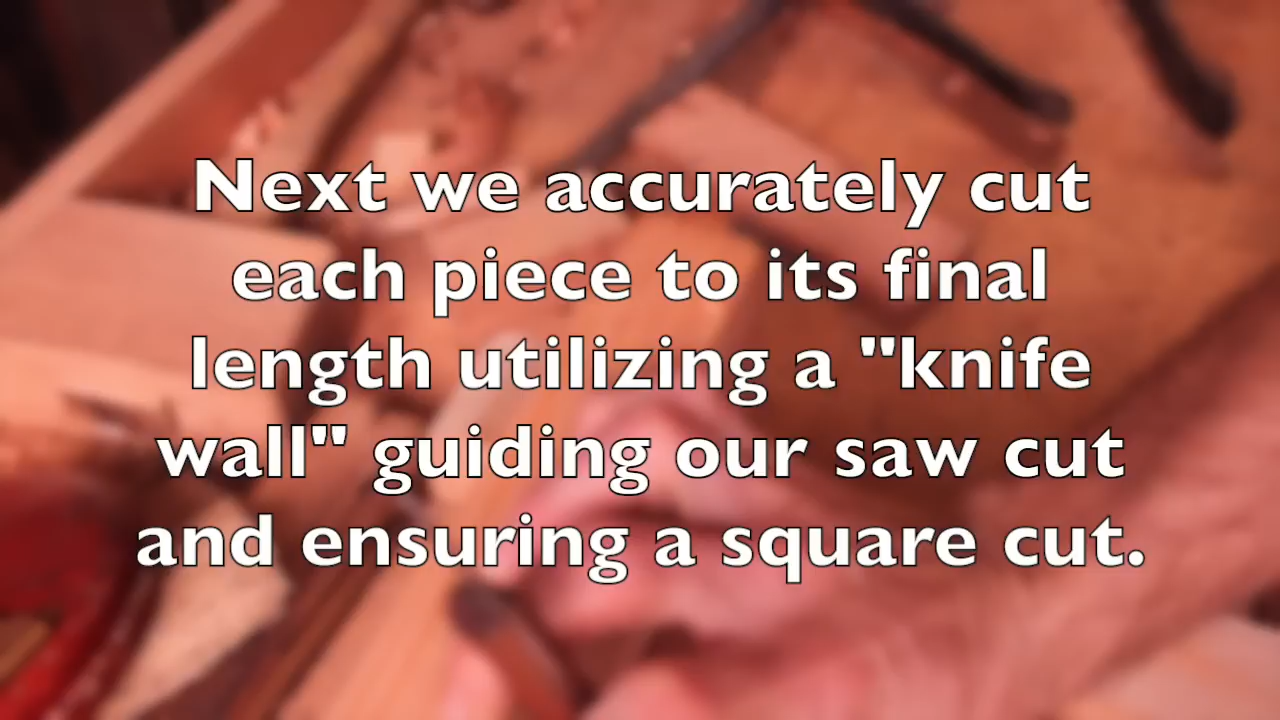 Next we accurately cut
each piece to its final
length utilizing a "knife
wall" guiding our saw cut
and ensuring a square cut.